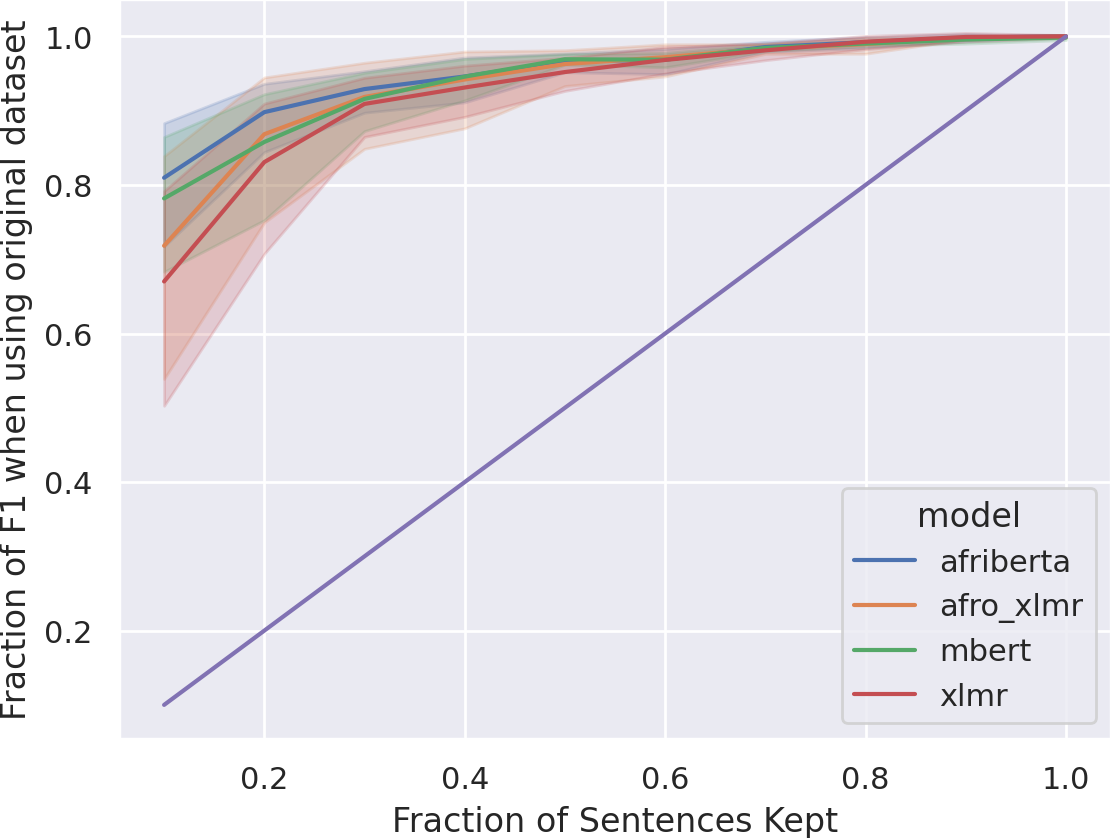 Fraction of F1 when using original dataset
1.0
0.8
0.6
0.4
0.2
model
afriberta
afro_xlmr
mbert
xlmr
0.2 0.4 0.6 0.8 1.0
Fraction of Sentences Kept